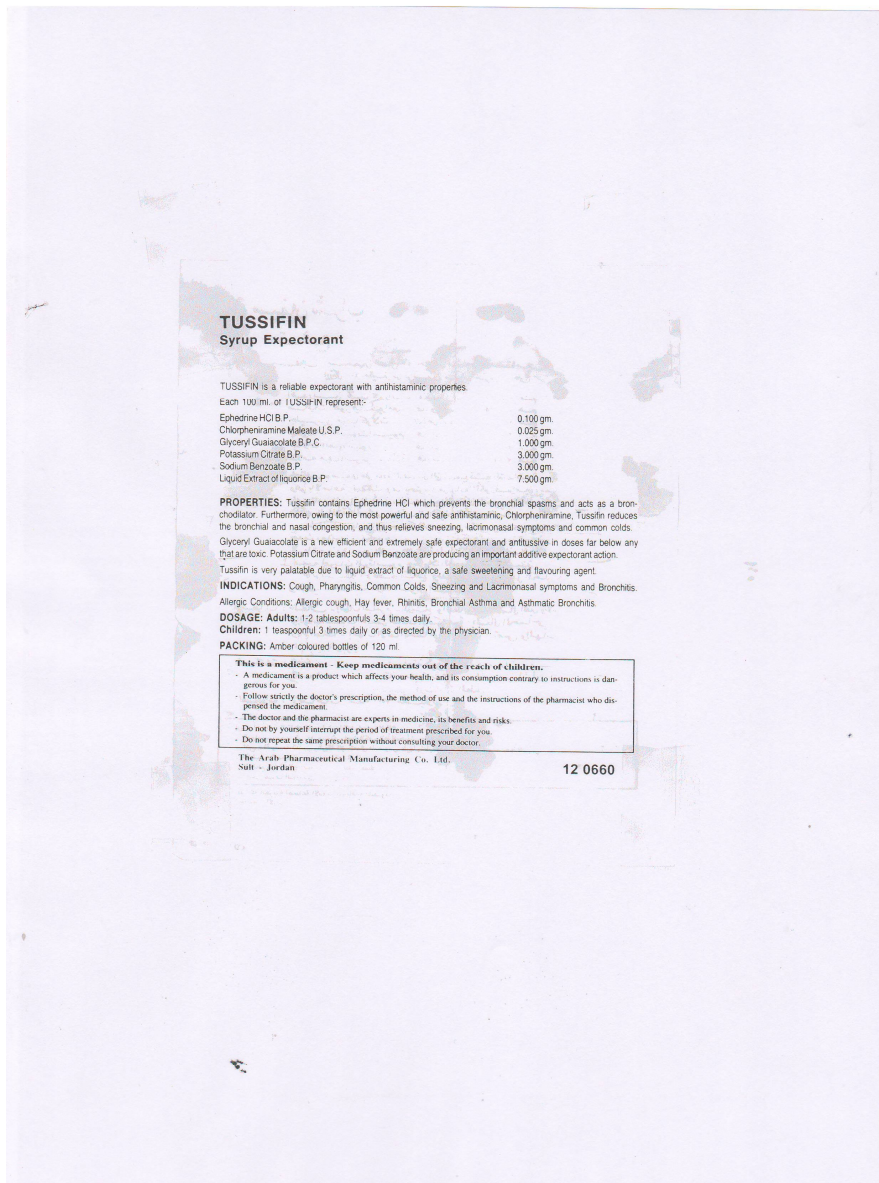 TUSSIFIN
Syrup Expectorant
TUSSIFIN is a reliable expectorant with antihistaminic properties.
Each 100 ml. of TUSSIFIN represent:-
Ephedrine HCl B.P. 0.100 gm.
Chlorpheniramine Maleate U.S.P. 0.025 gm.
Glyceryl Guaiacolate B.P.C. 1.000 gm.
Potassium Citrate B.P. 3.000 gm.
Sodium Benzoate B.P. 3.000 gm.
Liquid Extract of liquorice B.P. 7.500 gm.
PROPERTIES: Tussifin contains Ephedrine HCl which prevents the bronchial spasms and acts as a bron-
chodilator. Furthermore, owing to the most powerful and safe antihistaminic, Chlorpheniramine, Tussifin reduces
the bronchial and nasal congestion, and thus relieves sneezing, lacrimonasal symptoms and common colds.
Glyceryl Guaiacolate is a new efficient and extremely safe expectorant and antitussive in doses far below any
that are toxic. Potassium Citrate and Sodium Benzoate are producing an important additive expectorant action.
Tussifin is very palatable due to liquid extract of liquorice, a safe sweetening and flavouring agent.
INDICATIONS: Cough, Pharyngitis, Common Colds, Sneezing and Lacrimonasal symptoms and Bronchitis.
Allergic Conditions: Allergic cough, Hay fever, Rhinitis, Bronchial Asthma and Asthmatic Bronchitis.
DOSAGE: Adults: 1-2 tablespoonfuls 3-4 times daily.
Children: 1 teaspoonful 3 times daily or as directed by the physician.
PACKING: Amber coloured bottles of 120 ml.
This is a medicament - Keep medicaments out of the reach of children.
- A medicament is a product which affects your health, and its consumption contrary to instructions is dan-
gerous for you.
- Follow strictly the doctor's prescription, the method of use and the instructions of the pharmacist who dis-
pensed the medicament.
- The doctor and the pharmacist are experts in medicine, its benefits and risks.
- Do not by yourself interrupt the period of treatment prescribed for you.
- Do not repeat the same prescription without consulting your doctor.
The Arab Pharmaceutical Manufacturing Co. Ltd.
Sult - Jordan
12 0660